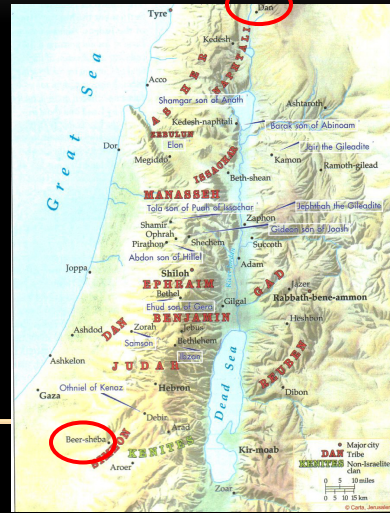 Dan
Tyre
Kedesh
NAPHTALI
ASHER
Great Sea
Acco
Shamgar son of Anath
Ashtaroth
Kedesh-naphtali
Barak son of Abinoam
ZEBULUN
Elon
Dor
Jair the Gileadite
Megiddo
ISSACHAR
Kamon
Ramoth-gilead
Beth-shean
MANASSEH
Tola son of Puah of Issachar
Jephthah the Gileadite
Shamir
Zaphon
Ophrah
Gideon son of Joash
Pirathon
Shechem
Succoth
Abdon son of Hillel
Adam
Joppa
Shiloh
GAD
EPHRAIM
Jazer
Bethel
Rabbath-bene-ammon
Ehud son of Gera
Gilgal
BENJAMIN
DAN
Zorah
Jebus
Heshbon
Ashdod
Samson
Bethlehem
Ibzan
Ashkelon
JUDAH
REUBEN
Othniel of Kenaz
Hebron
Dead Sea
Dibon
Gaza
Debir
Arad
Beer-sheba
SIMEON
KENITES
Kir-moab
Aroer
Zoar
Major city
DAN Tribe
KENITES Non-Israelite clan
0 5 10 miles
0 5 10 15 km
© Carta, Jerusalem